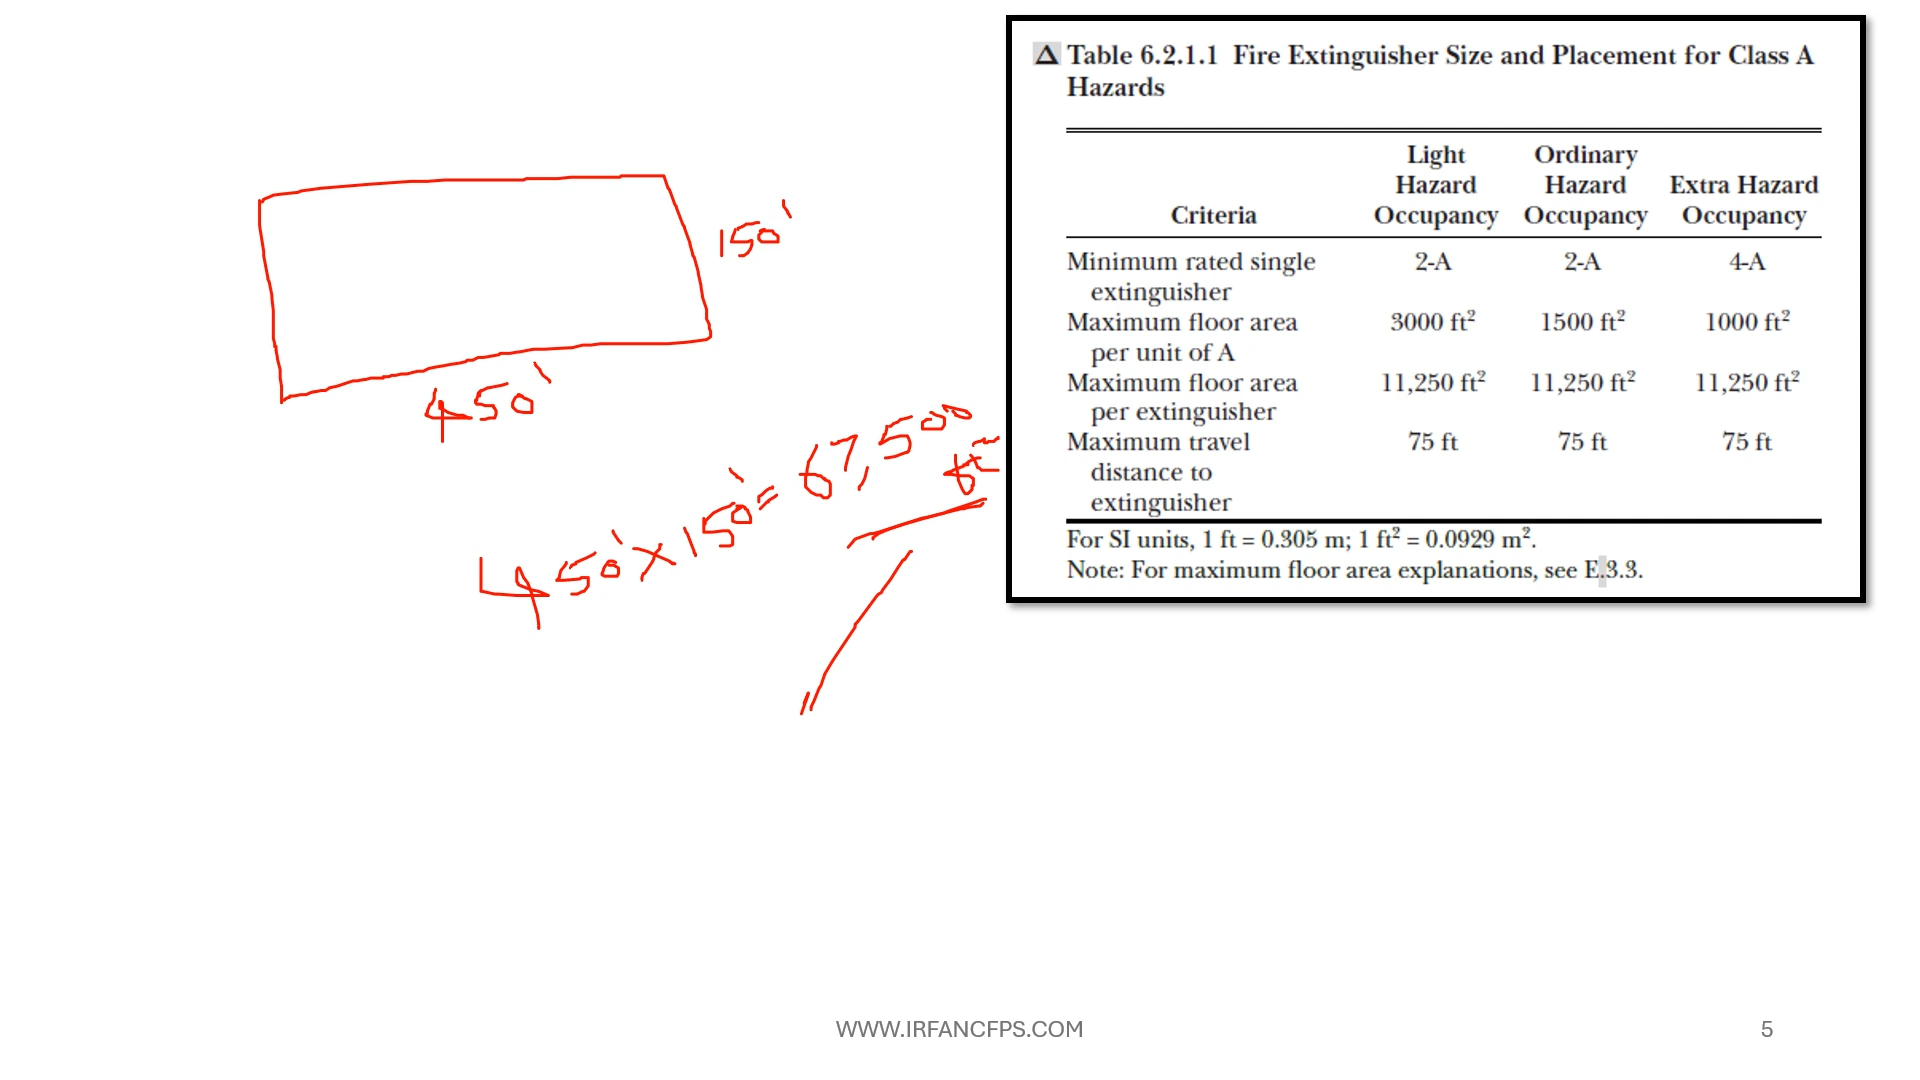 150'
450'
450' x 150' = 67,500
Δ Table 6.2.1.1 Fire Extinguisher Size and Placement for Class A
Hazards
Criteria Light Hazard Occupancy Ordinary Hazard Occupancy Extra Hazard Occupancy
Minimum rated single extinguisher 2-A 2-A 4-A
Maximum floor area per unit of A 3000 ft² 1500 ft² 1000 ft²
Maximum floor area per extinguisher 11,250 ft² 11,250 ft² 11,250 ft²
Maximum travel distance to extinguisher 75 ft 75 ft 75 ft
For SI units, 1 ft = 0.305 m; 1 ft² = 0.0929 m².
Note: For maximum floor area explanations, see E.3.3.
WWW.IRFANCFPS.COM
5